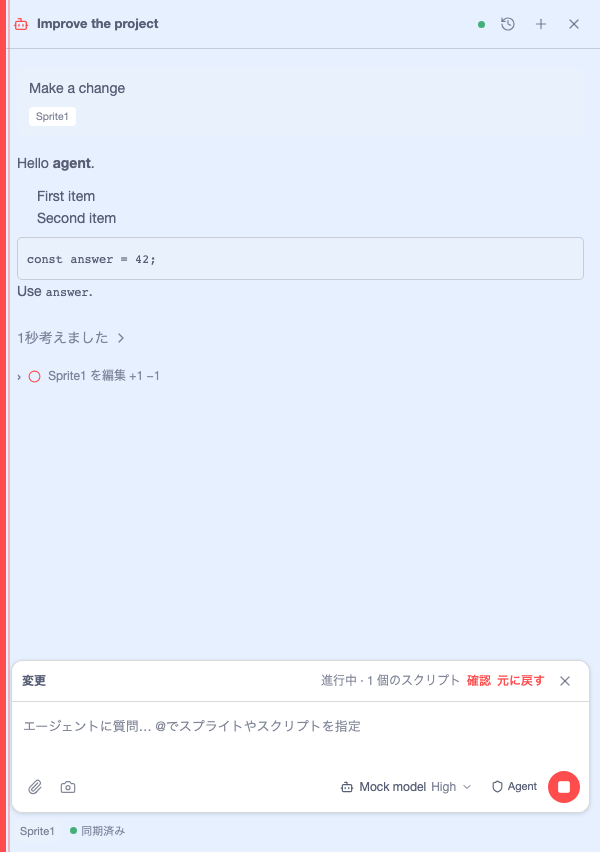 Improve the project
Make a change
Sprite1
Hello agent.
First item
Second item
const answer = 42;
Use answer.
1秒考えました
Sprite1 を編集 +1 −1
変更 進行中 · 1 個のスクリプト 確認 元に戻す
エージェントに質問... @でスプライトやスクリプトを指定
Mock model High Agent
Sprite1 同期済み